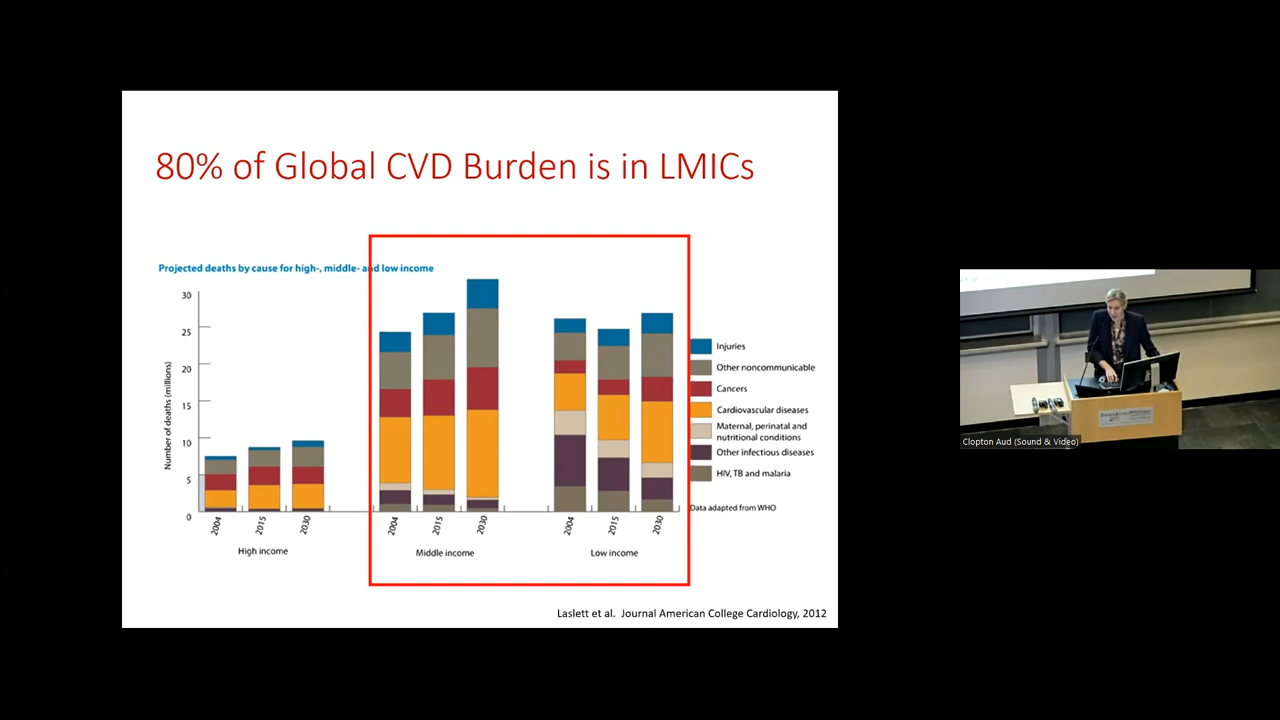 80% of Global CVD Burden is in LMICs
Projected deaths by cause for high-, middle- and low income
Number of deaths (millions)
30
25
20
15
10
5
0
2004
2015
2030
High income
2004
2015
2030
Middle income
2004
2015
2030
Low income
Injuries
Other noncommunicable
Cancers
Cardiovascular diseases
Maternal, perinatal and
nutritional conditions
Other infectious diseases
HIV, TB and malaria
Data adapted from WHO
Laslett et al. Journal American College Cardiology, 2012
Clopton Aud (Sound & Video)